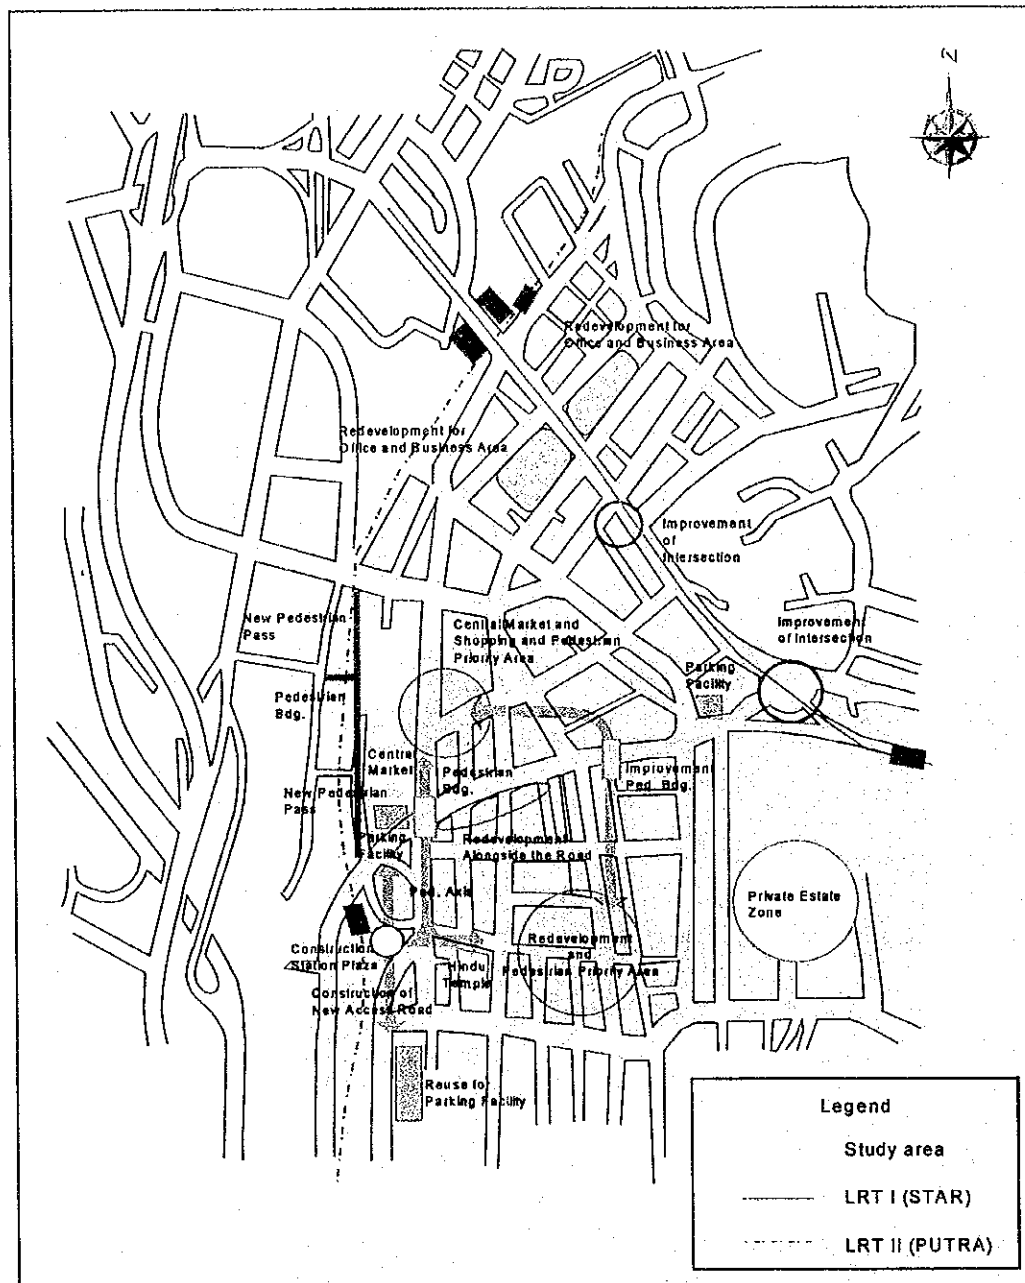 N
Redevelopment for
Office and Business Area
Redevelopment for
Office and Business Area
Improvement
of
Intersection
New Pedestrian
Pass
Central Market and
Shopping and Pedestrian
Priority Area
Improvement
of Intersection
Parking
Facility
Pedestrian
Bdg.
Central
Market
Pedestrian
Bdg.
Improvement
Ped. Bdg.
New Pedestrian
Pass
Parking
Facility
Redevelopment
Alongside the Road
Ped. Axis
Private Estate
Zone
Construction
Station Plaza
Hindu
Temple
Redevelopment
and
Pedestrian Priority Area
Construction of
New Access Road
Reuse for
Parking Facility
Legend
Study area
LRT I (STAR)
LRT II (PUTRA)